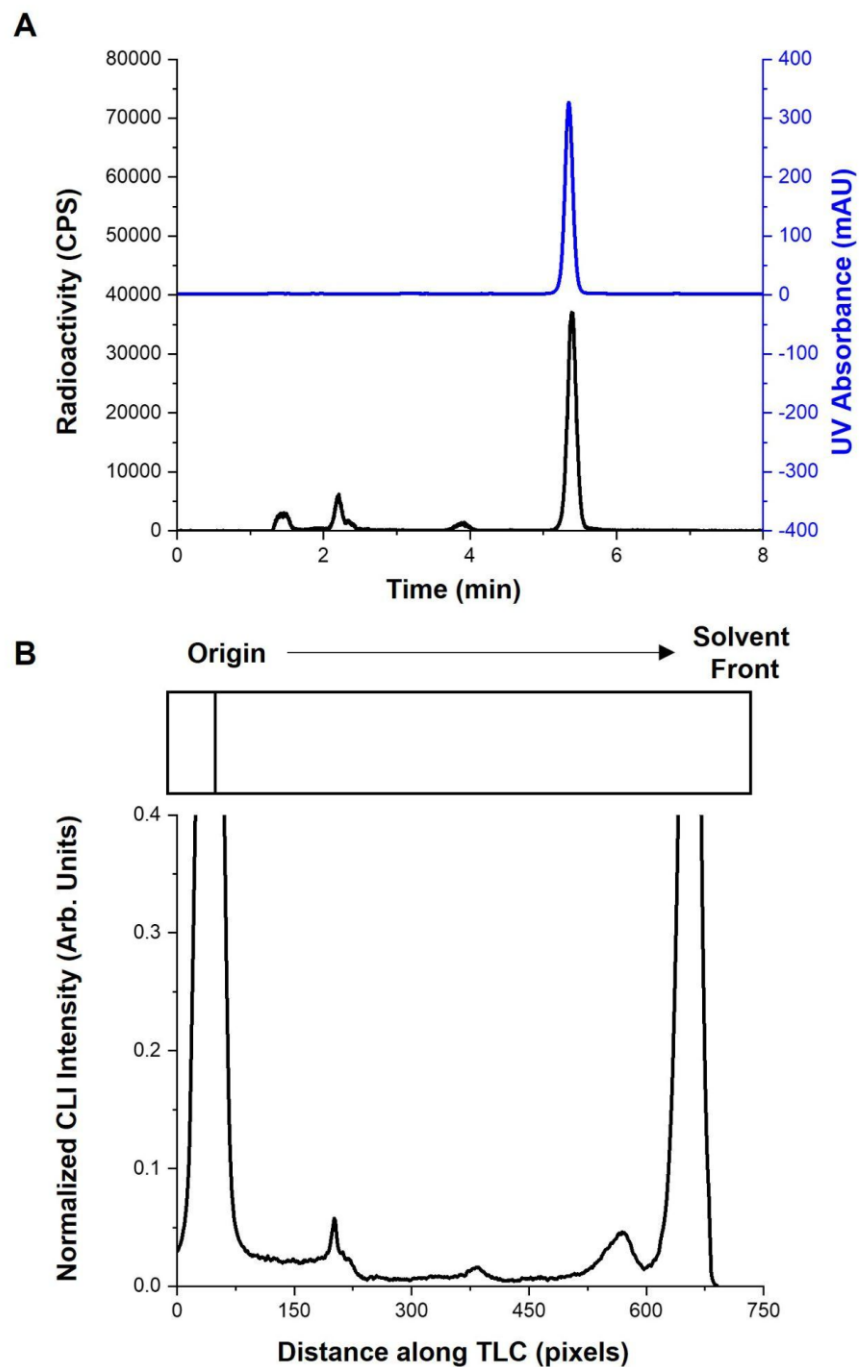 A
80000
70000
60000
50000
40000
30000
20000
10000
0
Radioactivity (CPS)
400
300
200
100
0
-100
-200
-300
-400
UV Absorbance (mAU)
0 2 4 6 8
Time (min)
B
Origin
Solvent
Front
0.4
0.3
0.2
0.1
0.0
Normalized CLI Intensity (Arb. Units)
0 150 300 450 600 750
Distance along TLC (pixels)